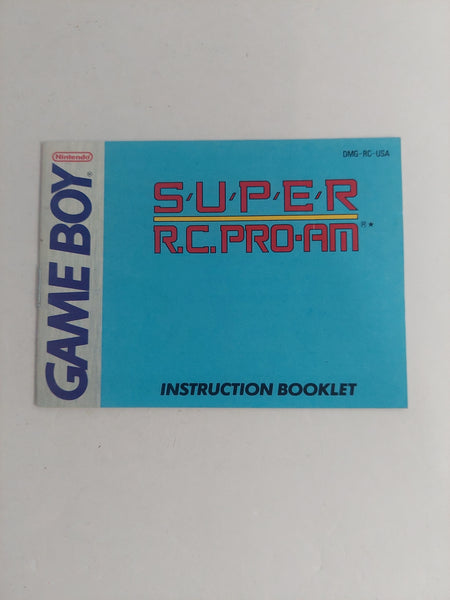 Nintendo®
GAME BOY®
DMG-RC-USA
S/U/P/E/R
R.C. PRO-AM®*
INSTRUCTION BOOKLET